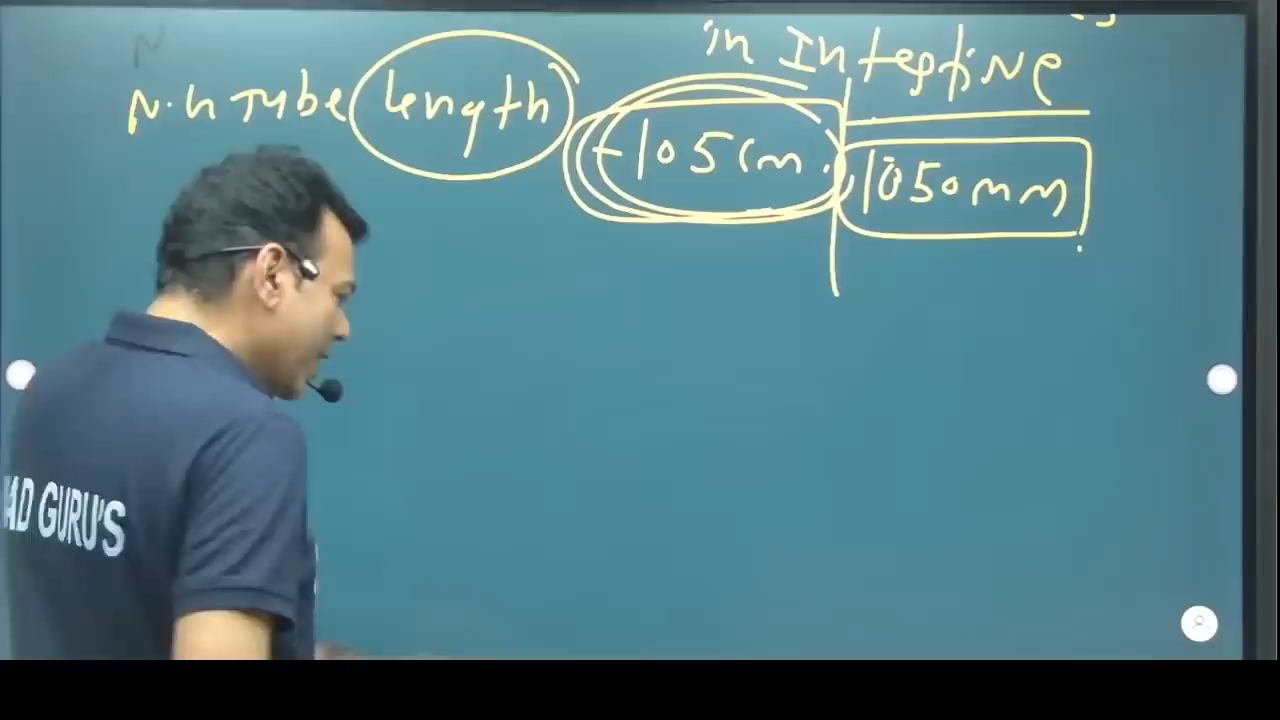 in Intestine
N.G Tube length
105 cm.
1050 mm
AD GURU'S